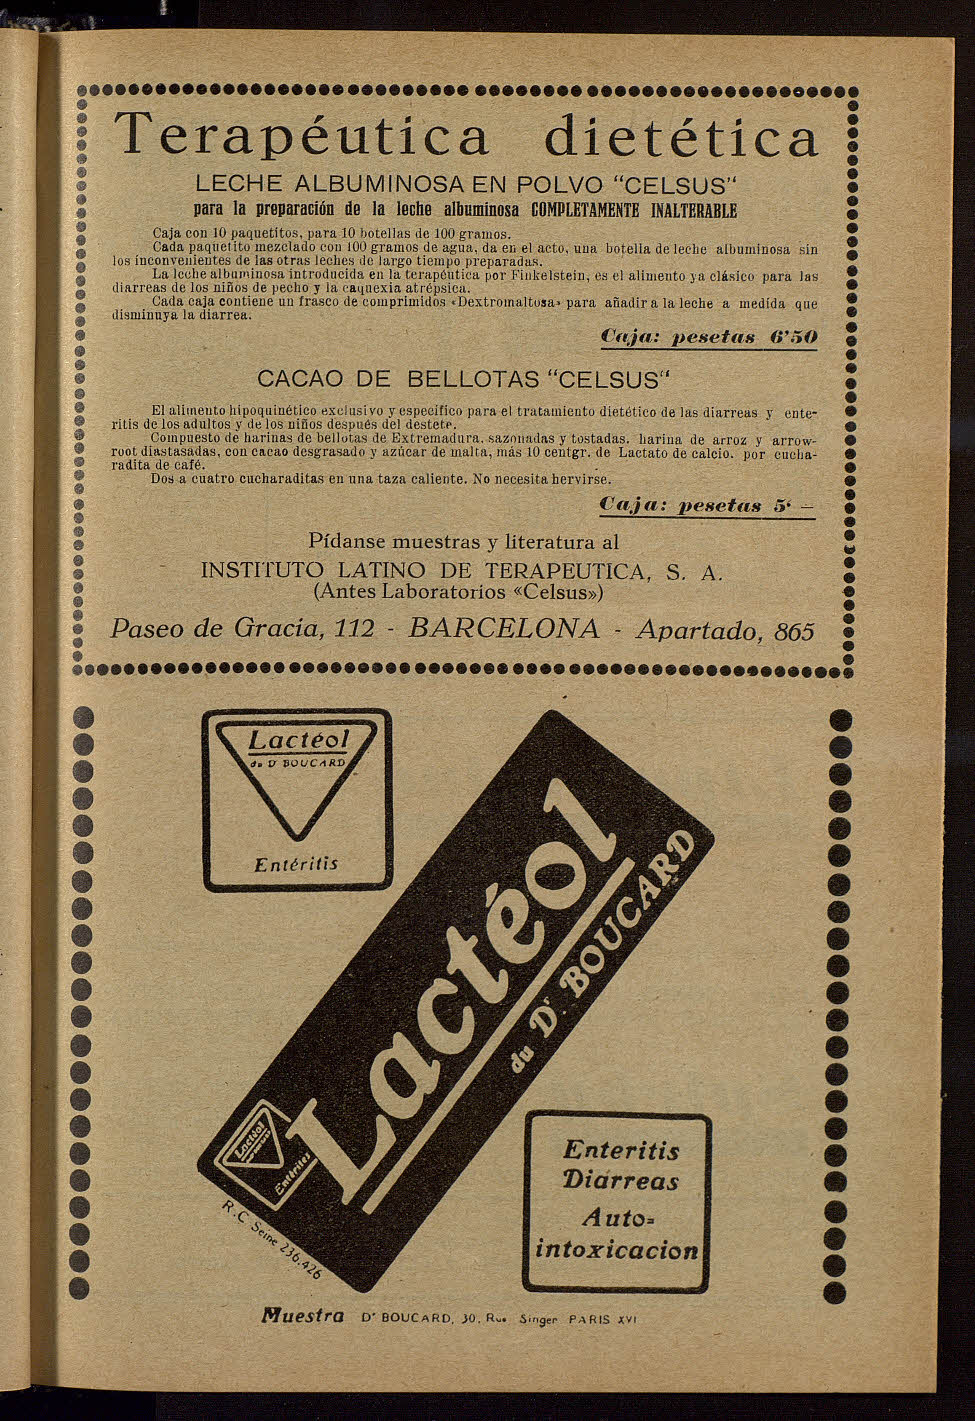 Terapéutica dietética
LECHE ALBUMINOSA EN POLVO "CELSUS"
para la preparación de la leche albuminosa COMPLETAMENTE INALTERABLE
Caja con 10 paquetitos, para 10 botellas de 100 gramos.
Cada paquetito mezclado con 100 gramos de agua, da en el acto, una botella de leche albuminosa sin
los inconvenientes de las otras leches de largo tiempo preparadas.
La leche albuminosa introducida en la terapéutica por Finkelstein, es el alimento ya clásico para las
diarreas de los niños de pecho y la caquexia atrépsica.
Cada caja contiene un frasco de comprimidos «Dextromaltosa» para añadir a la leche a medida que
disminuya la diarrea.
Caja: pesetas 6'50
CACAO DE BELLOTAS "CELSUS"
El alimento hipoquinético exclusivo y específico para el tratamiento dietético de las diarreas y ente-
ritis de los adultos y de los niños después del destete.
Compuesto de harinas de bellotas de Extremadura, sazonadas y tostadas, harina de arroz y arrow-
root diastasadas, con cacao desgrasado y azúcar de malta, más 10 centgr. de Lactato de calcio, por cucha-
radita de café.
Dos a cuatro cucharaditas en una taza caliente. No necesita hervirse.
Caja: pesetas 5' —
Pídanse muestras y literatura al
INSTITUTO LATINO DE TERAPEUTICA, S. A.
(Antes Laboratorios «Celsus»)
Paseo de Gracia, 112 - BARCELONA - Apartado, 865
Lactéol
du Dr BOUCARD
Entéritis
Lactéol
du Dr. BOUCARD
Lactéol
Entérites
R.C. Seine 236.426
Enteritis
Diarreas
Auto=
intoxicacion
Muestra Dr BOUCARD, 30, Rue Singer PARIS XVI